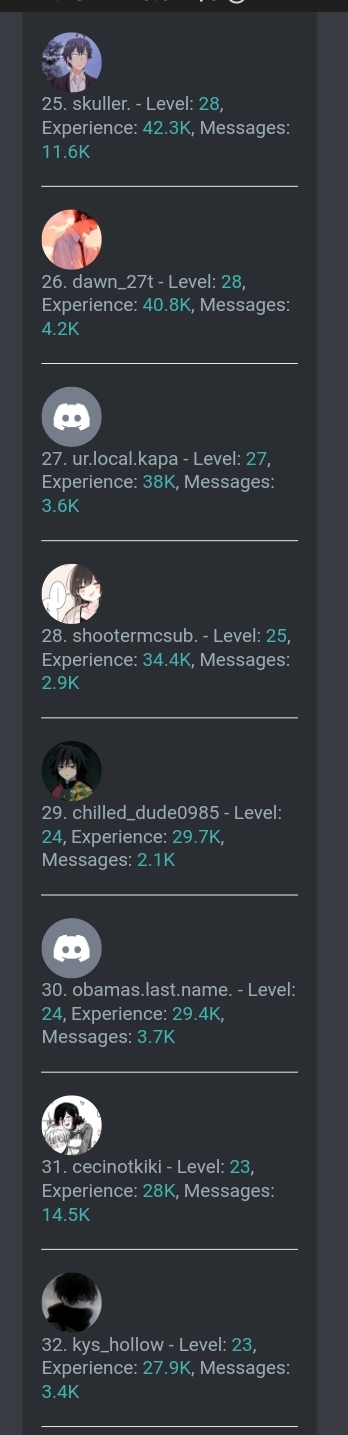 25. skuller. - Level: 28,
Experience: 42.3K, Messages:
11.6K
26. dawn_27t - Level: 28,
Experience: 40.8K, Messages:
4.2K
27. ur.local.kapa - Level: 27,
Experience: 38K, Messages:
3.6K
28. shootermcsub. - Level: 25,
Experience: 34.4K, Messages:
2.9K
29. chilled_dude0985 - Level:
24, Experience: 29.7K,
Messages: 2.1K
30. obamas.last.name. - Level:
24, Experience: 29.4K,
Messages: 3.7K
31. cecinotkiki - Level: 23,
Experience: 28K, Messages:
14.5K
32. kys_hollow - Level: 23,
Experience: 27.9K, Messages:
3.4K